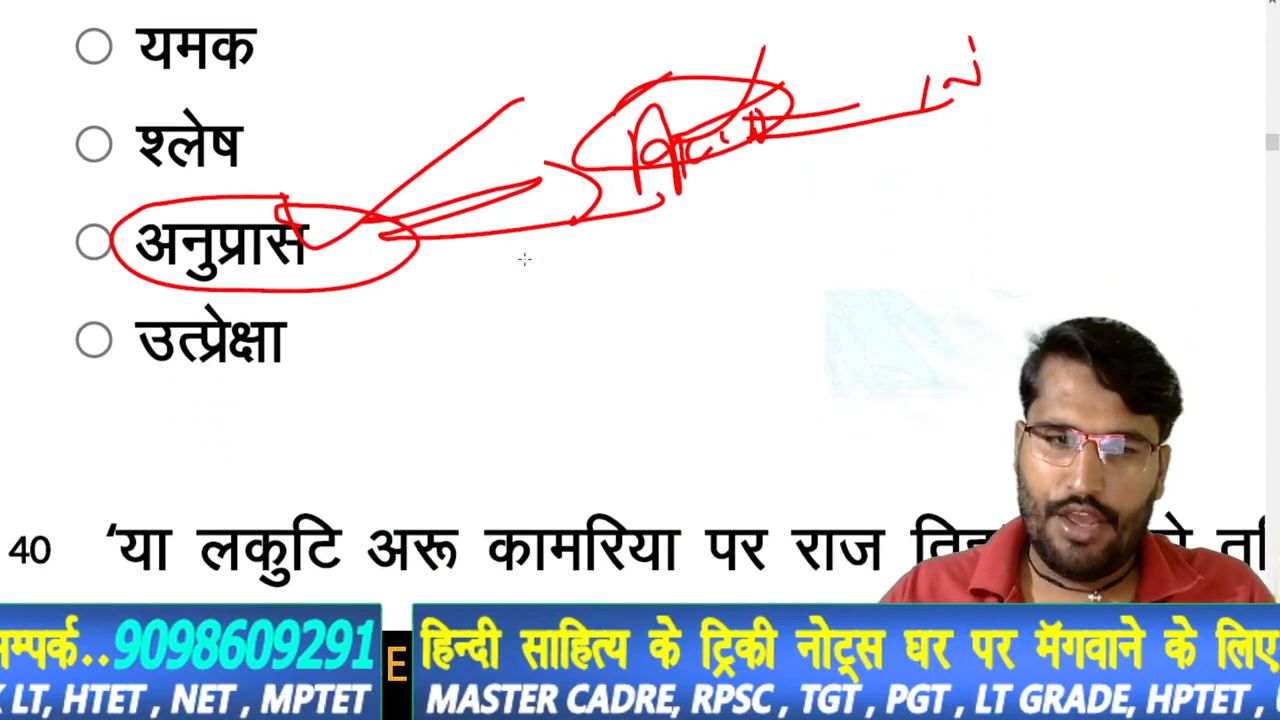 यमक
श्लेष
अनुप्रास
उत्प्रेक्षा
40 ‘या लकुटि अरू कामरिया पर राज
सम्पर्क..9098609291
E
हिन्दी साहित्य के ट्रिकी नोट्स घर पर मॅगवाने के लिए
LT, HTET , NET , MPTET
MASTER CADRE, RPSC , TGT , PGT , LT GRADE, HPTET ,